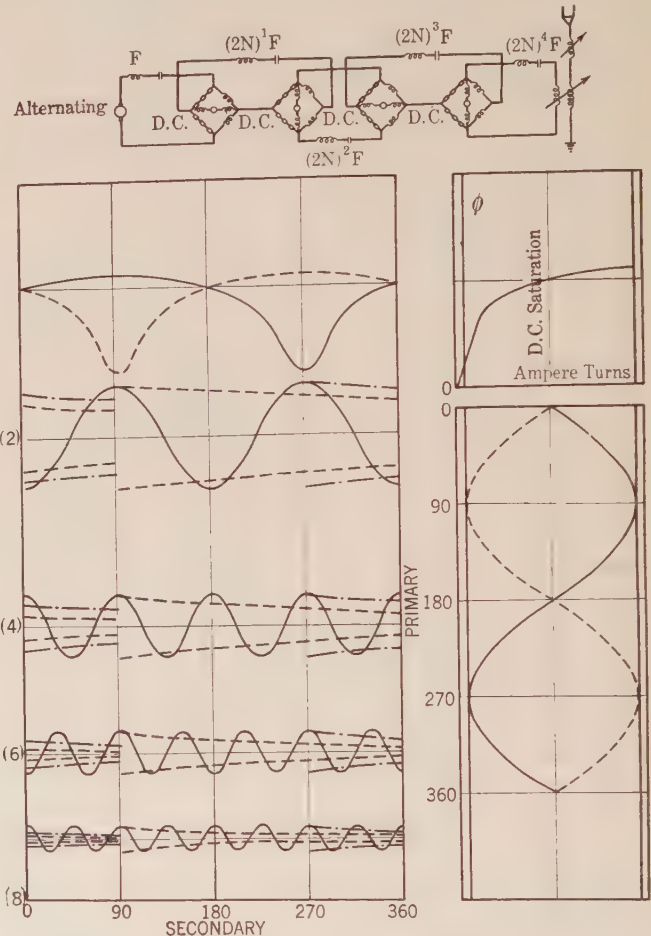 F
(2N)¹F
(2N)³F
(2N)⁴F
Alternating
D.C.
D.C.
D.C.
D.C.
(2N)²F
ϕ
D.C. Saturation
Ampere Turns
0
(2)
(4)
(6)
(8)
0
90
180
270
360
SECONDARY
PRIMARY
0
90
180
270
360